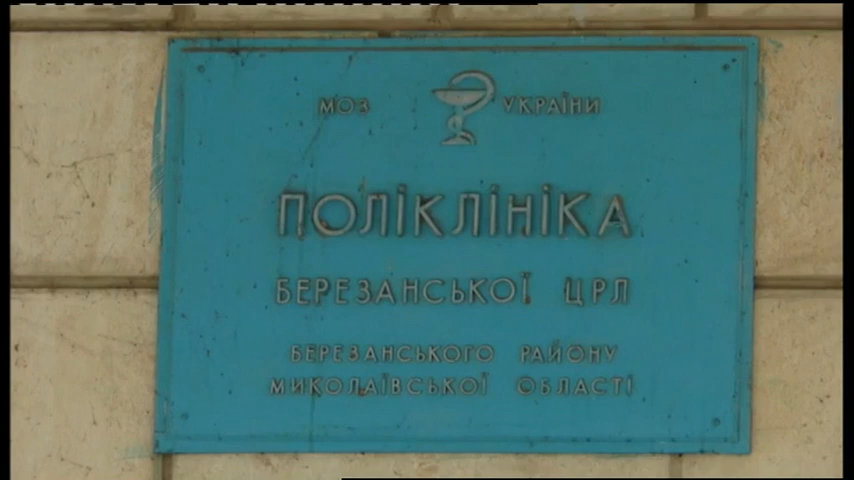 МОЗ УКРАЇНИ
ПОЛІКЛІНІКА
БЕРЕЗАНСЬКОЇ ЦРЛ
БЕРЕЗАНСЬКОГО РАЙОНУ
МИКОЛАЇВСЬКОЇ ОБЛАСТІ